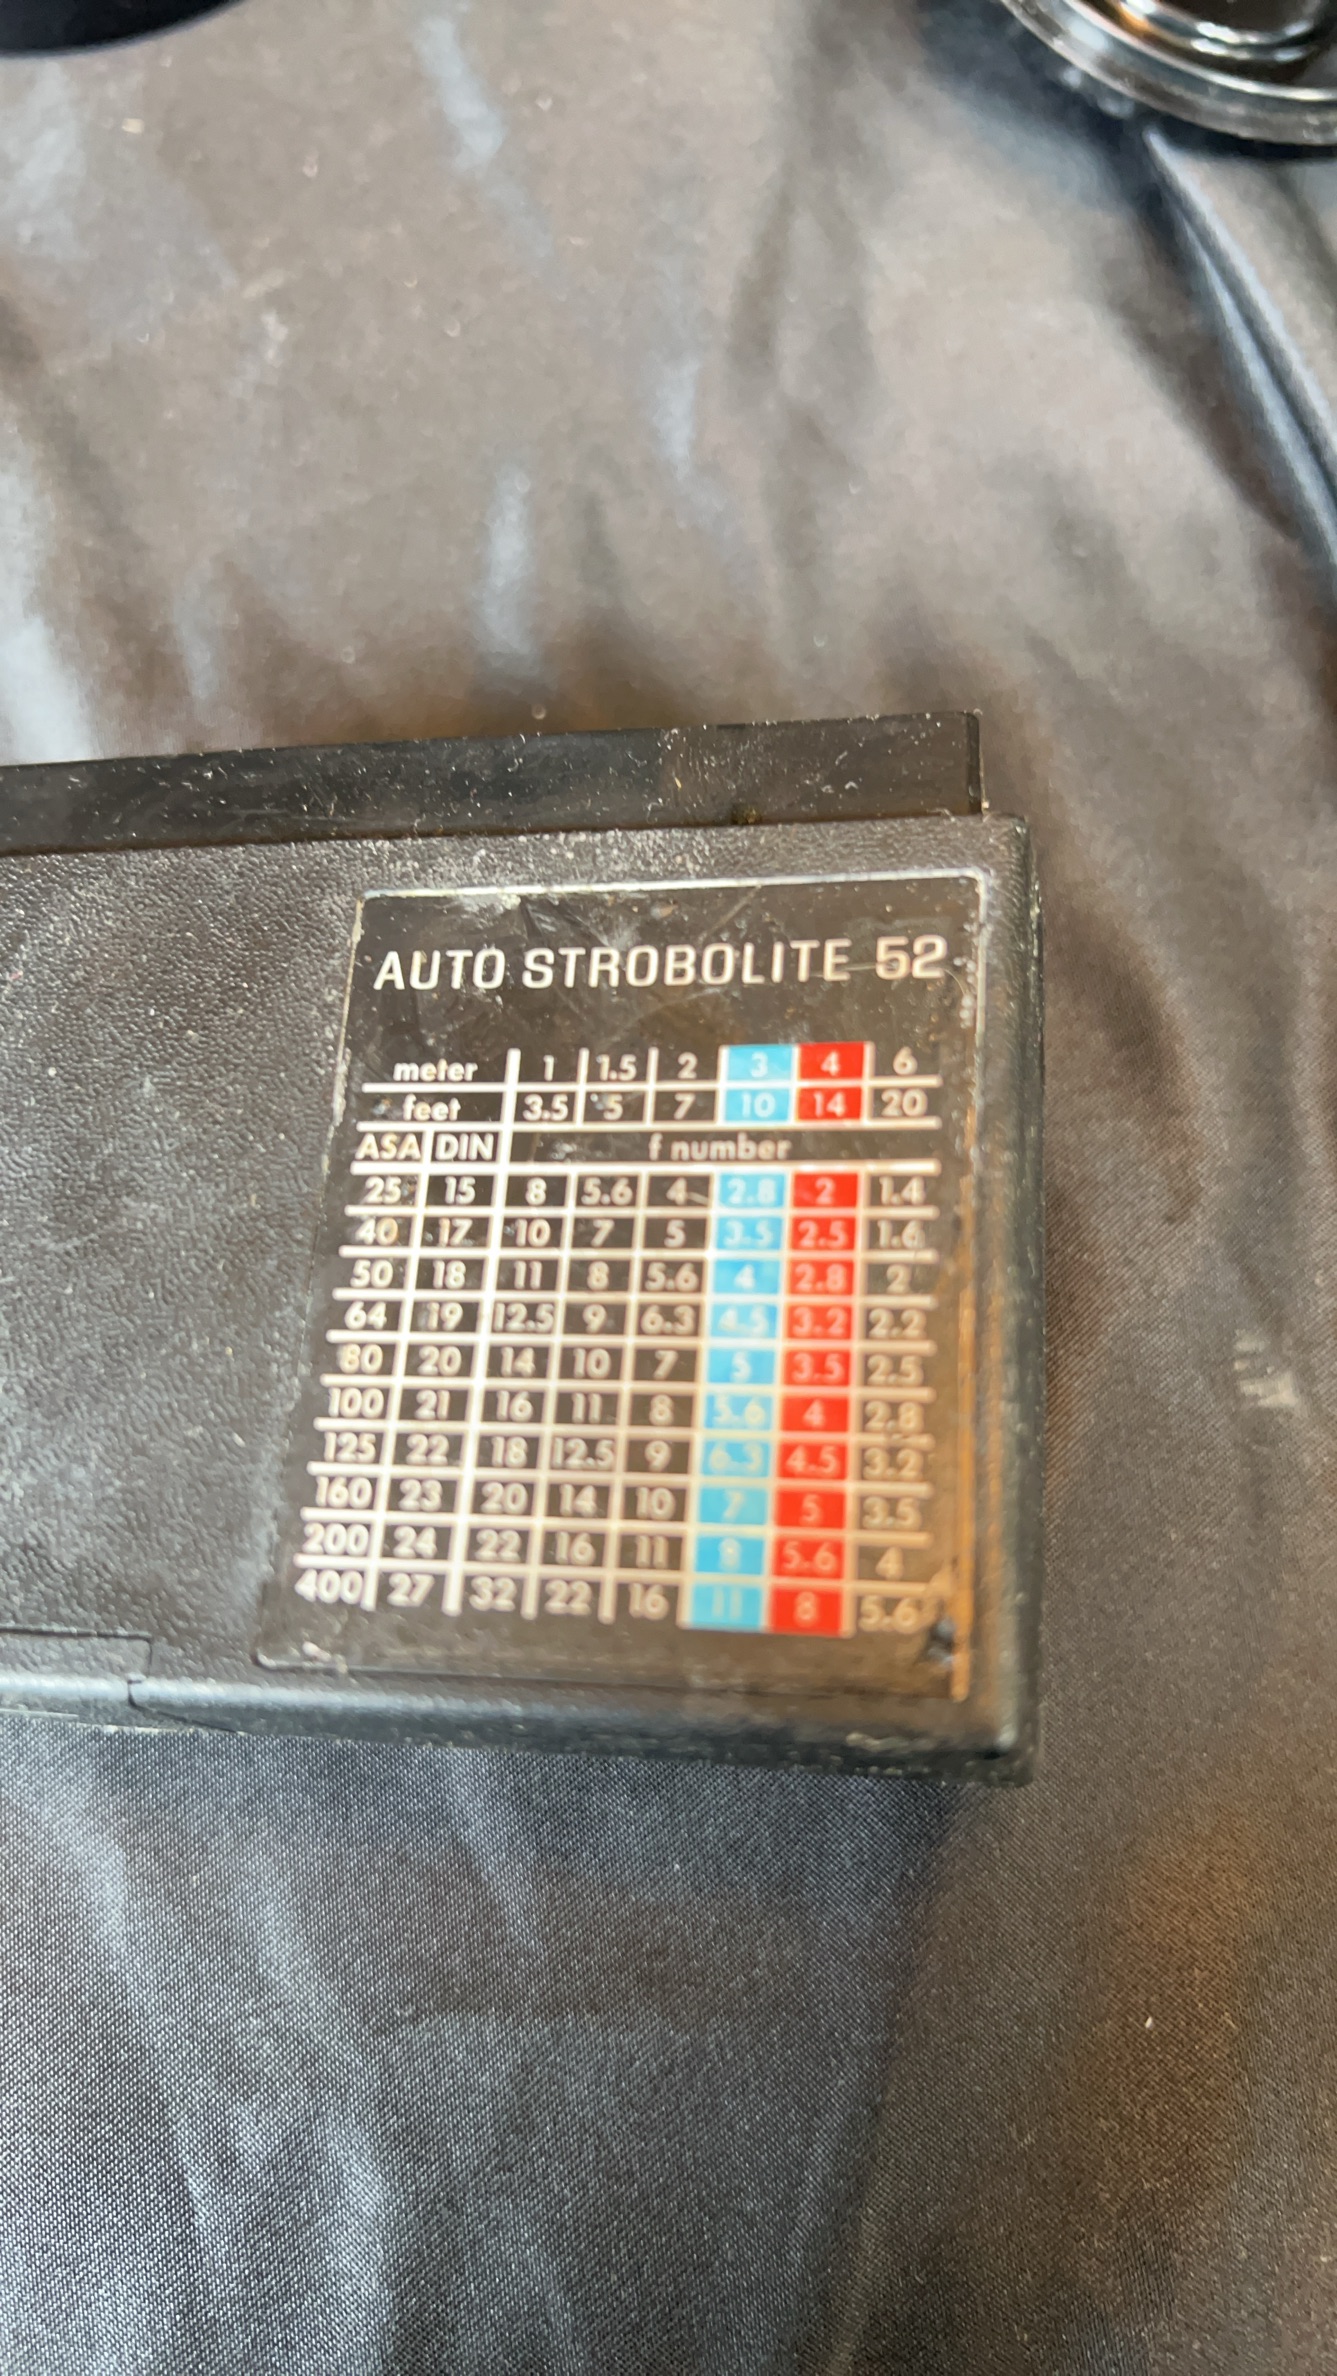 AUTO STROBOLITE 52
meter 1 1.5 2 3 4 6
feet 3.5 5 7 10 14 20
ASA DIN f number
25 15 8 5.6 4 2.8 2 1.4
40 17 10 7 5 3.5 2.5 1.6
50 18 11 8 5.6 4 2.8 2
64 19 12.5 9 6.3 4.5 3.2 2.2
80 20 14 10 7 5 3.5 2.5
100 21 16 11 8 5.6 4 2.8
125 22 18 12.5 9 6.3 4.5 3.2
160 23 20 14 10 7 5 3.5
200 24 22 16 11 8 5.6 4
400 27 32 22 16 11 8 5.6